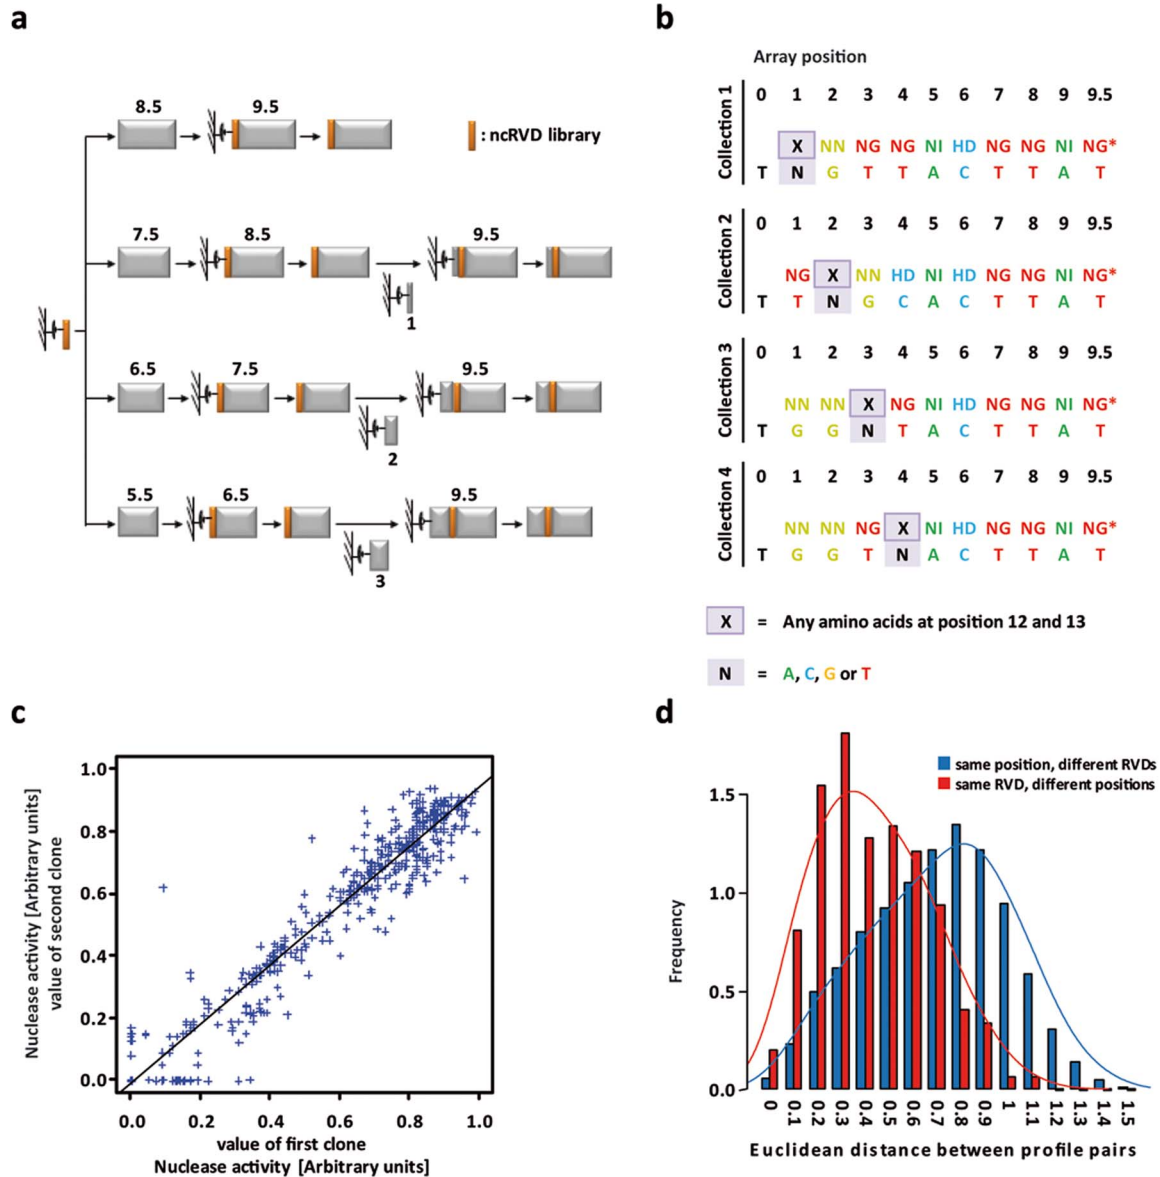 a
8.5
9.5
: ncRVD library
7.5
8.5
9.5
1
6.5
7.5
9.5
2
5.5
6.5
9.5
3
b
Array position
Collection 1
0 1 2 3 4 5 6 7 8 9 9.5
X NN NG NG NI HD NG NG NI NG*
T N G T T A C T T A T
Collection 2
0 1 2 3 4 5 6 7 8 9 9.5
NG X NN HD NI HD NG NG NI NG*
T T N G C A C T T A T
Collection 3
0 1 2 3 4 5 6 7 8 9 9.5
NN NN X NG NI HD NG NG NI NG*
T G G N T A C T T A T
Collection 4
0 1 2 3 4 5 6 7 8 9 9.5
NN NN NG X NI HD NG NG NI NG*
T G G T N A C T T A T
X = Any amino acids at position 12 and 13
N = A, C, G or T
c
Nuclease activity [Arbitrary units]
value of second clone
1.0
0.8
0.6
0.4
0.2
0.0
0.0 0.2 0.4 0.6 0.8 1.0
value of first clone
Nuclease activity [Arbitrary units]
d
same position, different RVDs
same RVD, different positions
Frequency
1.5
1.0
0.5
0.0
0 0.1 0.2 0.3 0.4 0.5 0.6 0.7 0.8 0.9 1 1.1 1.2 1.3 1.4 1.5
Euclidean distance between profile pairs